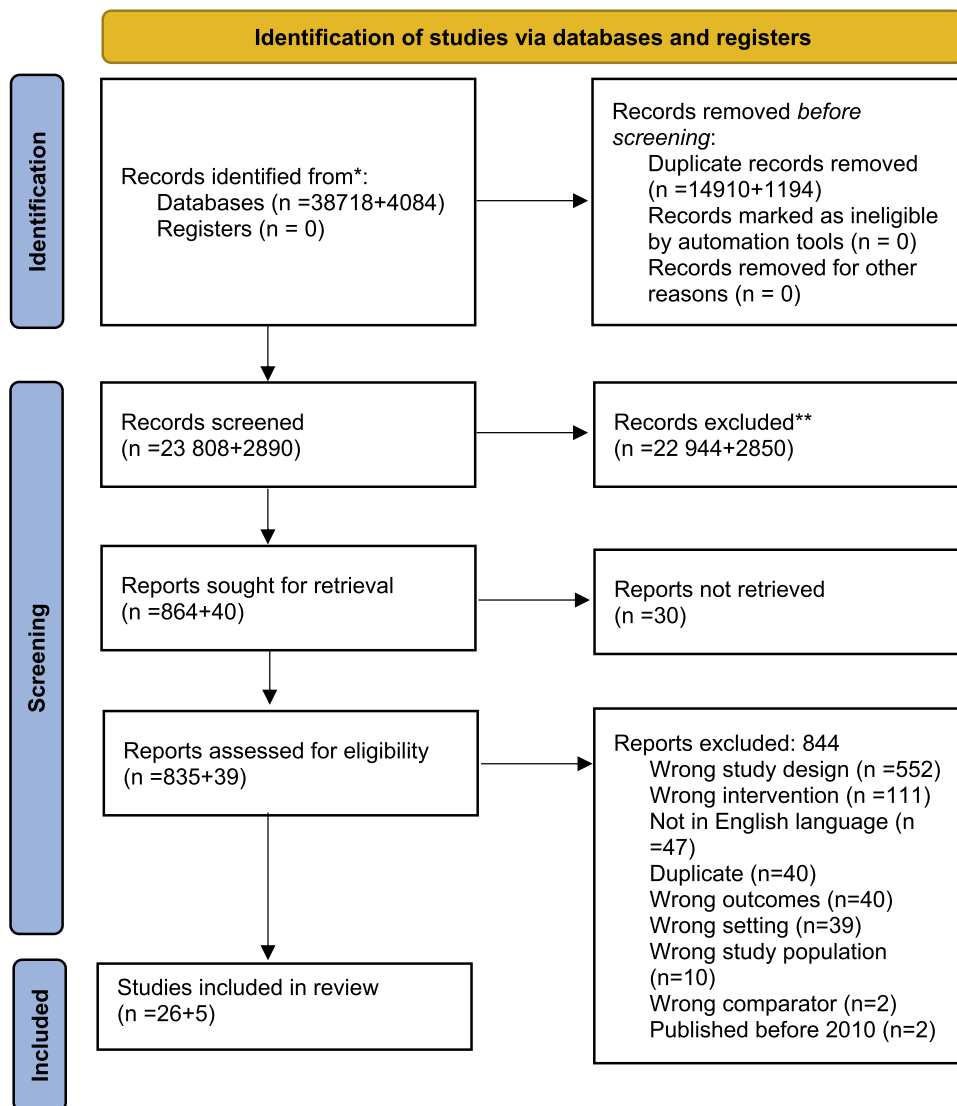 Identification of studies via databases and registers
Identification
Records identified from*:
Databases (n =38718+4084)
Registers (n = 0)
Records removed before
screening:
Duplicate records removed
(n =14910+1194)
Records marked as ineligible
by automation tools (n = 0)
Records removed for other
reasons (n = 0)
Screening
Records screened
(n =23 808+2890)
Records excluded**
(n =22 944+2850)
Reports sought for retrieval
(n =864+40)
Reports not retrieved
(n =30)
Reports assessed for eligibility
(n =835+39)
Reports excluded: 844
Wrong study design (n =552)
Wrong intervention (n =111)
Not in English language (n
=47)
Duplicate (n=40)
Wrong outcomes (n=40)
Wrong setting (n=39)
Wrong study population
(n=10)
Wrong comparator (n=2)
Published before 2010 (n=2)
Included
Studies included in review
(n =26+5)